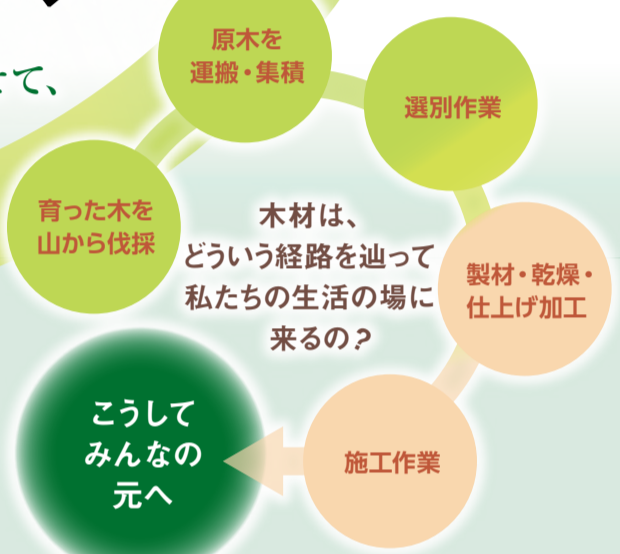 せて、
木材は、
どういう経路を辿って
私たちの生活の場に
来るの?
育った木を
山から伐採
原木を
運搬・集積
選別作業
製材・乾燥・
仕上げ加工
施工作業
こうして
みんなの
元へ